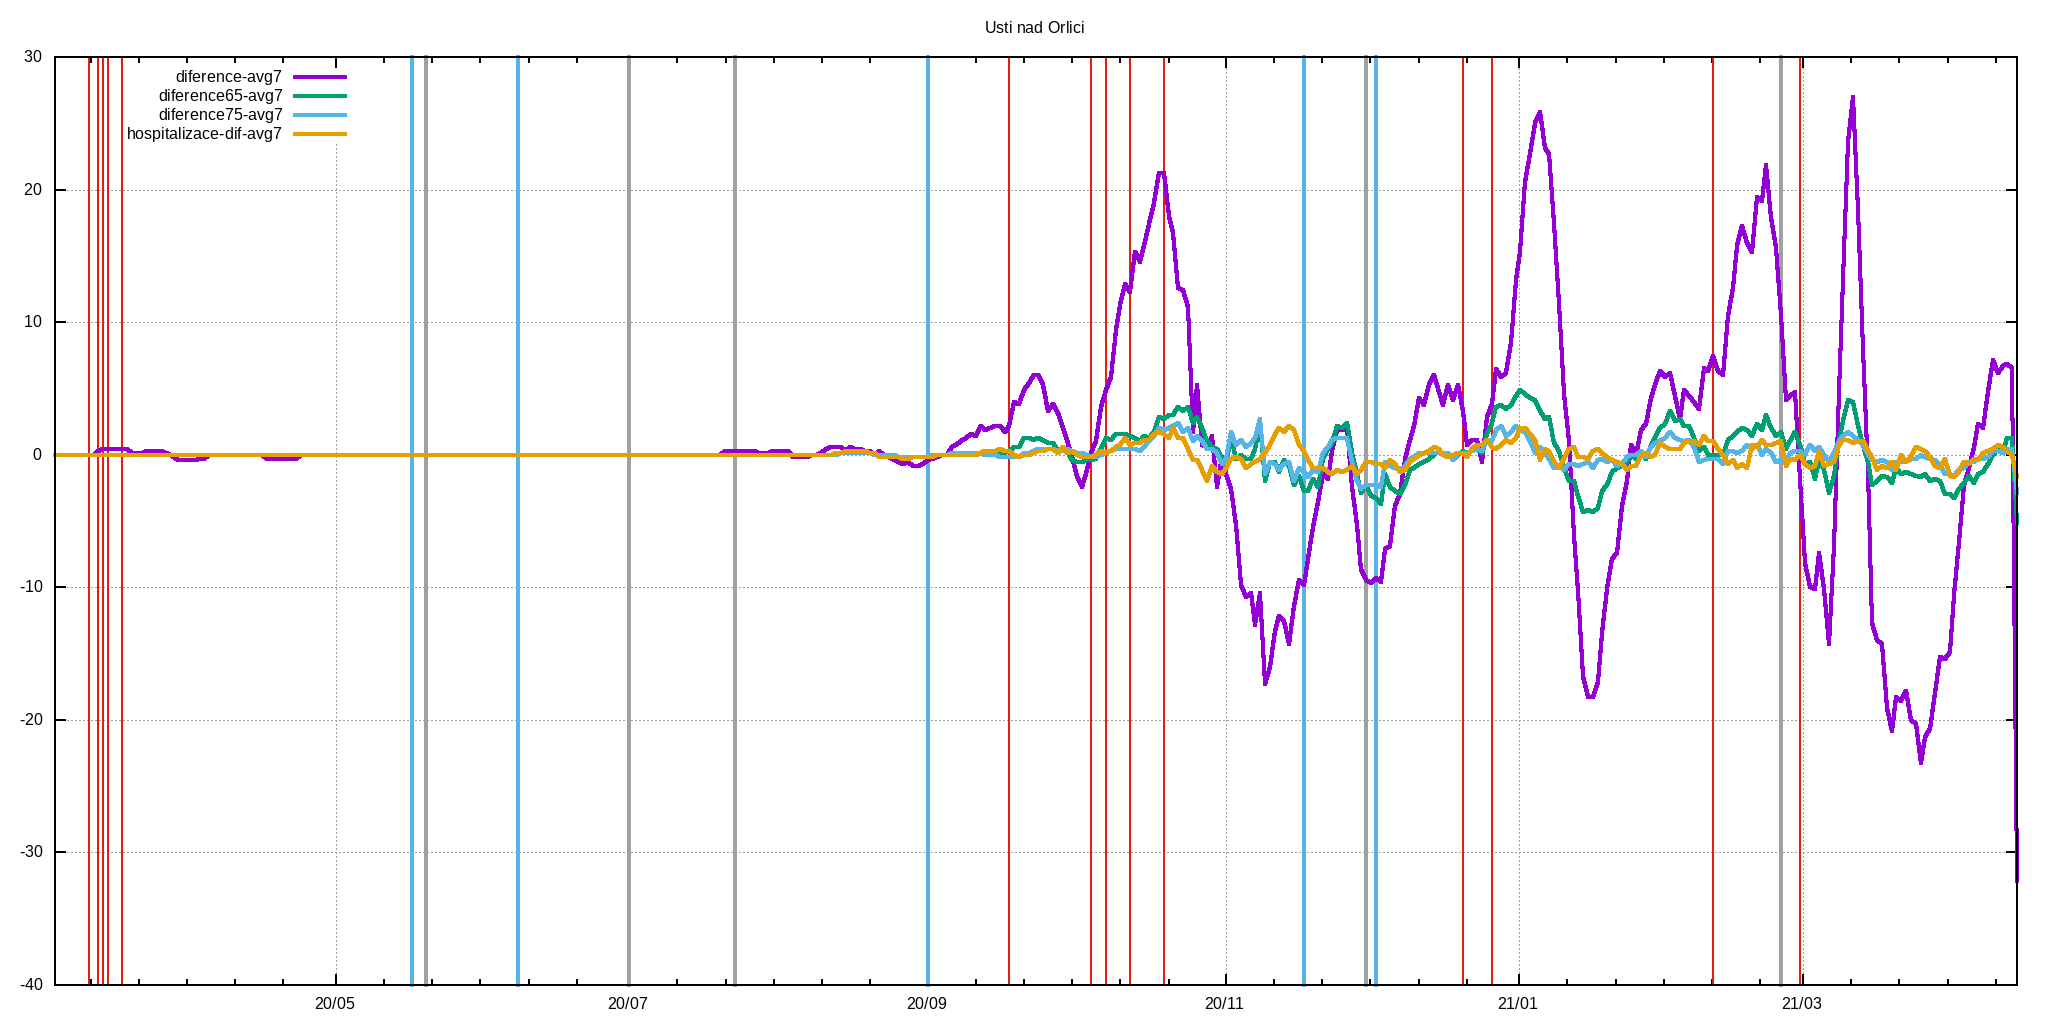 Usti nad Orlici
diference-avg7
diference65-avg7
diference75-avg7
hospitalizace-dif-avg7
30
20
10
0
-10
-20
-30
-40
20/05 20/07 20/09 20/11 21/01 21/03